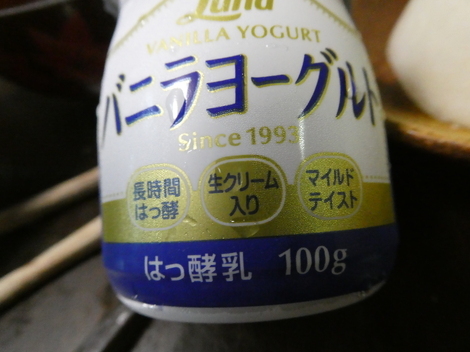 Luna
VANILLA YOGURT
バニラヨーグルト
Since 1993
長時間
はっ酵
生クリーム
入り
マイルド
テイスト
はっ酵乳 100g